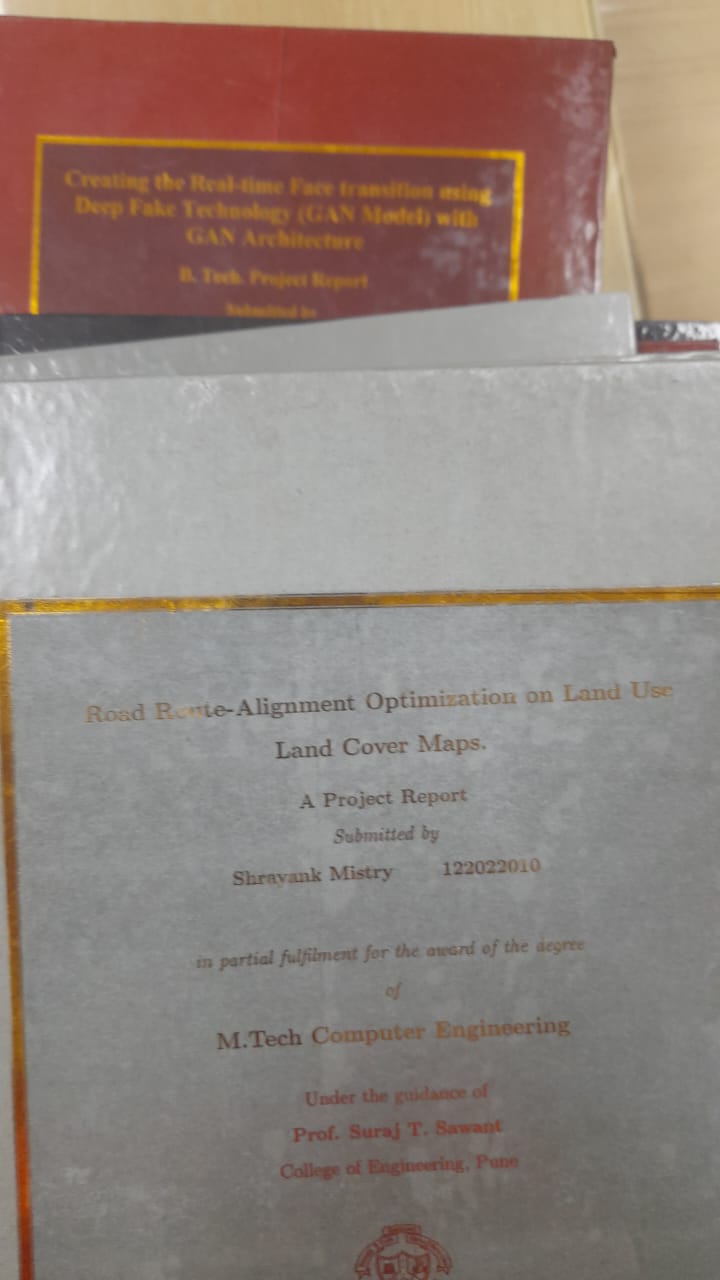 Creating the Real-time Face transition using
Deep Fake Technology (GAN Model) with
GAN Architecture
B. Tech. Project Report
Submitted by
Road Route-Alignment Optimization on Land Use
Land Cover Maps.
A Project Report
Submitted by
Shravank Mistry 122022010
in partial fulfilment for the award of the degree
of
M.Tech Computer Engineering
Under the guidance of
Prof. Suraj T. Sawant
College of Engineering, Pune